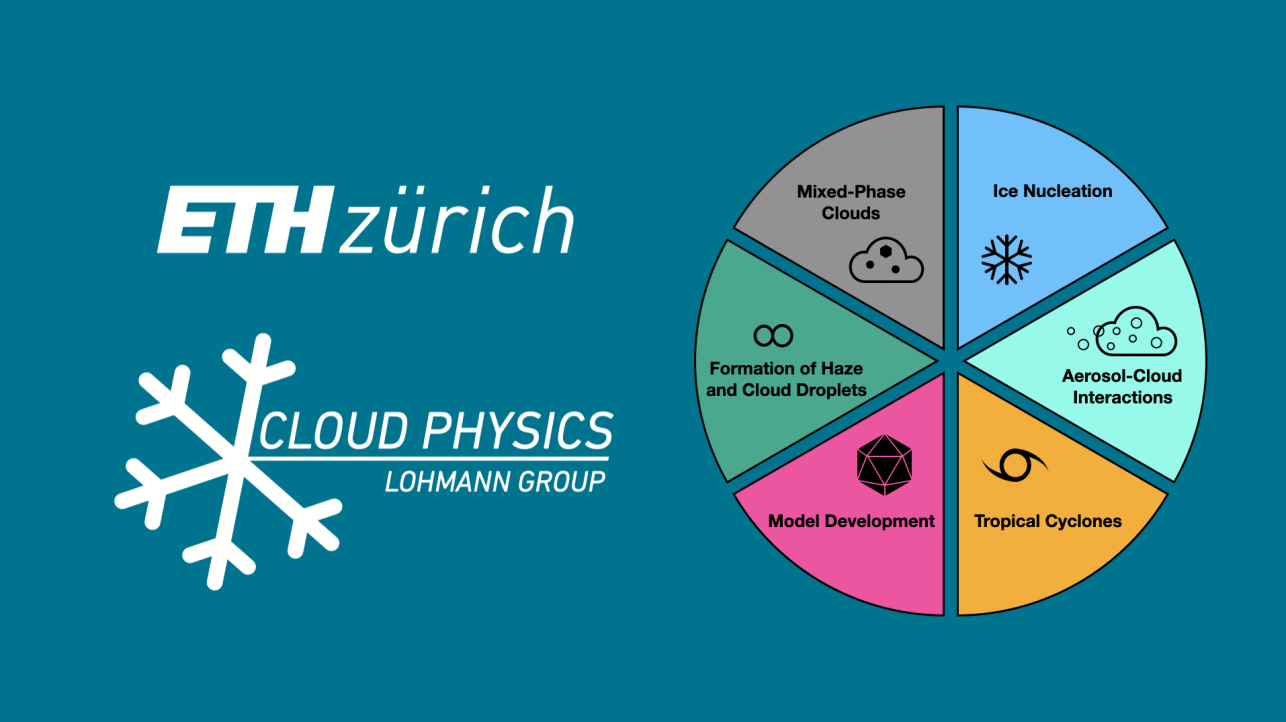 ETH zürich
CLOUD PHYSICS
LOHMANN GROUP
Mixed-Phase
Clouds
Ice Nucleation
Formation of Haze
and Cloud Droplets
Aerosol-Cloud
Interactions
Model Development
Tropical Cyclones